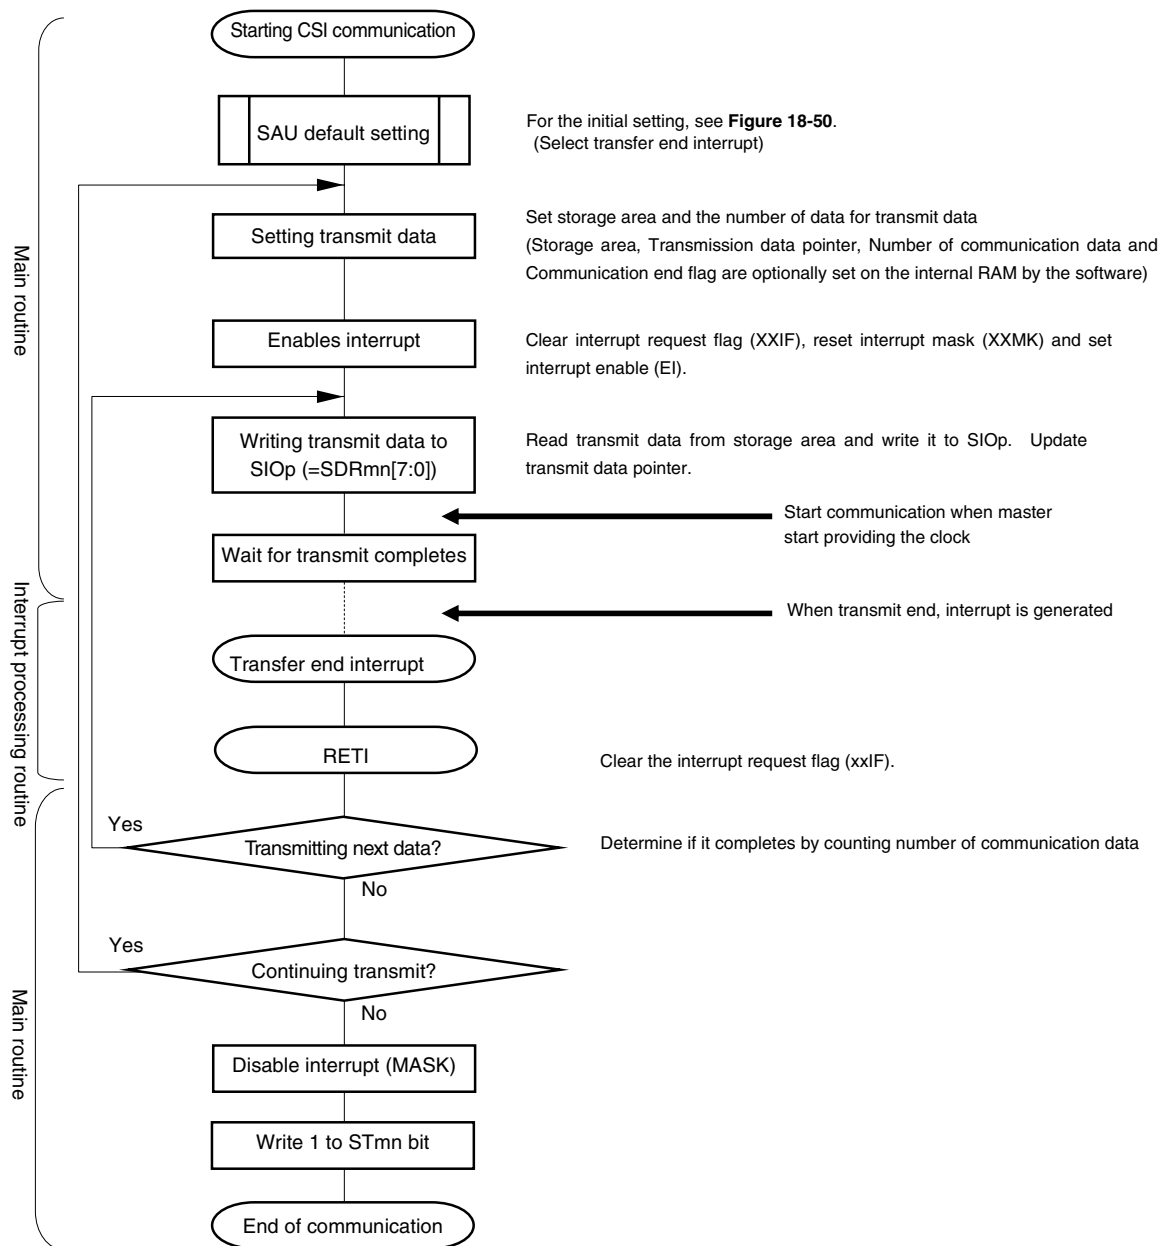 Starting CSI communication
SAU default setting
For the initial setting, see Figure 18-50.
(Select transfer end interrupt)
Main routine
Setting transmit data
Set storage area and the number of data for transmit data
(Storage area, Transmission data pointer, Number of communication data and
Communication end flag are optionally set on the internal RAM by the software)
Enables interrupt
Clear interrupt request flag (XXIF), reset interrupt mask (XXMK) and set
interrupt enable (EI).
Writing transmit data to
SIOp (=SDRmn[7:0])
Read transmit data from storage area and write it to SIOp. Update
transmit data pointer.
Start communication when master
start providing the clock
Wait for transmit completes
Interrupt processing routine
When transmit end, interrupt is generated
Transfer end interrupt
RETI
Clear the interrupt request flag (xxIF).
Yes
Transmitting next data?
Determine if it completes by counting number of communication data
No
Yes
Continuing transmit?
No
Main routine
Disable interrupt (MASK)
Write 1 to STmn bit
End of communication